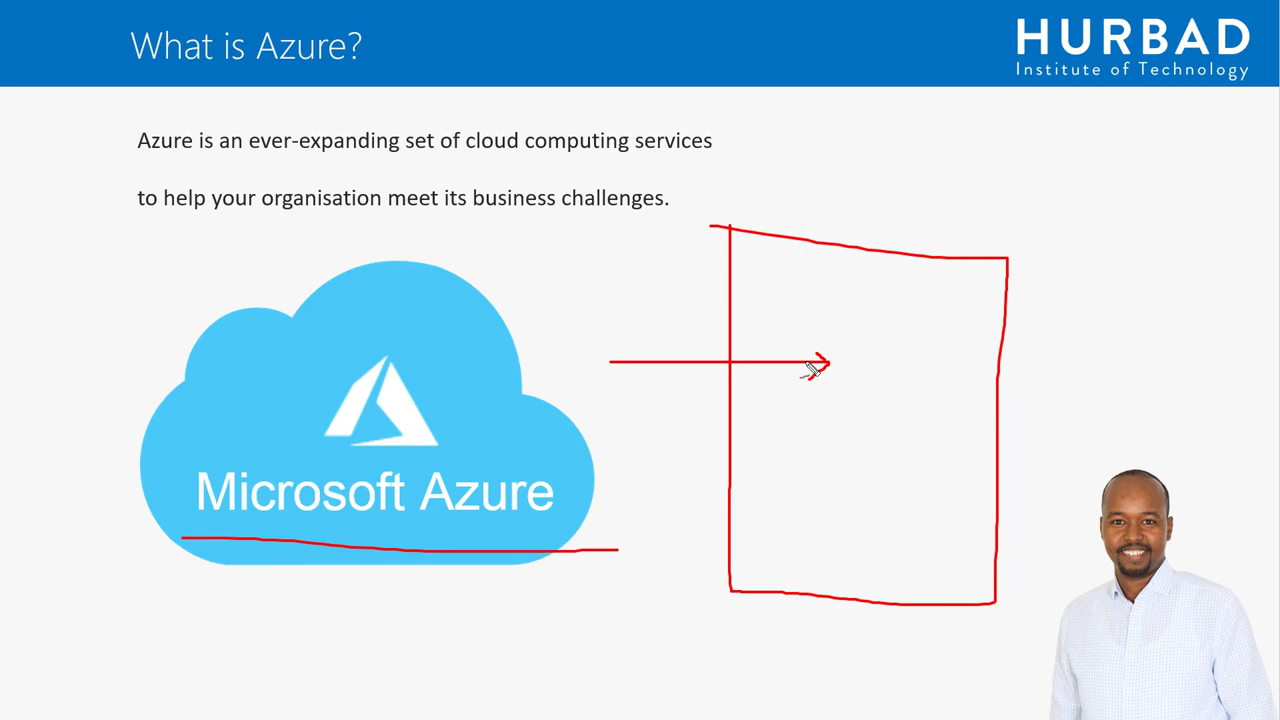 What is Azure?
HURBAD
Institute of Technology
Azure is an ever-expanding set of cloud computing services
to help your organisation meet its business challenges.
Microsoft Azure